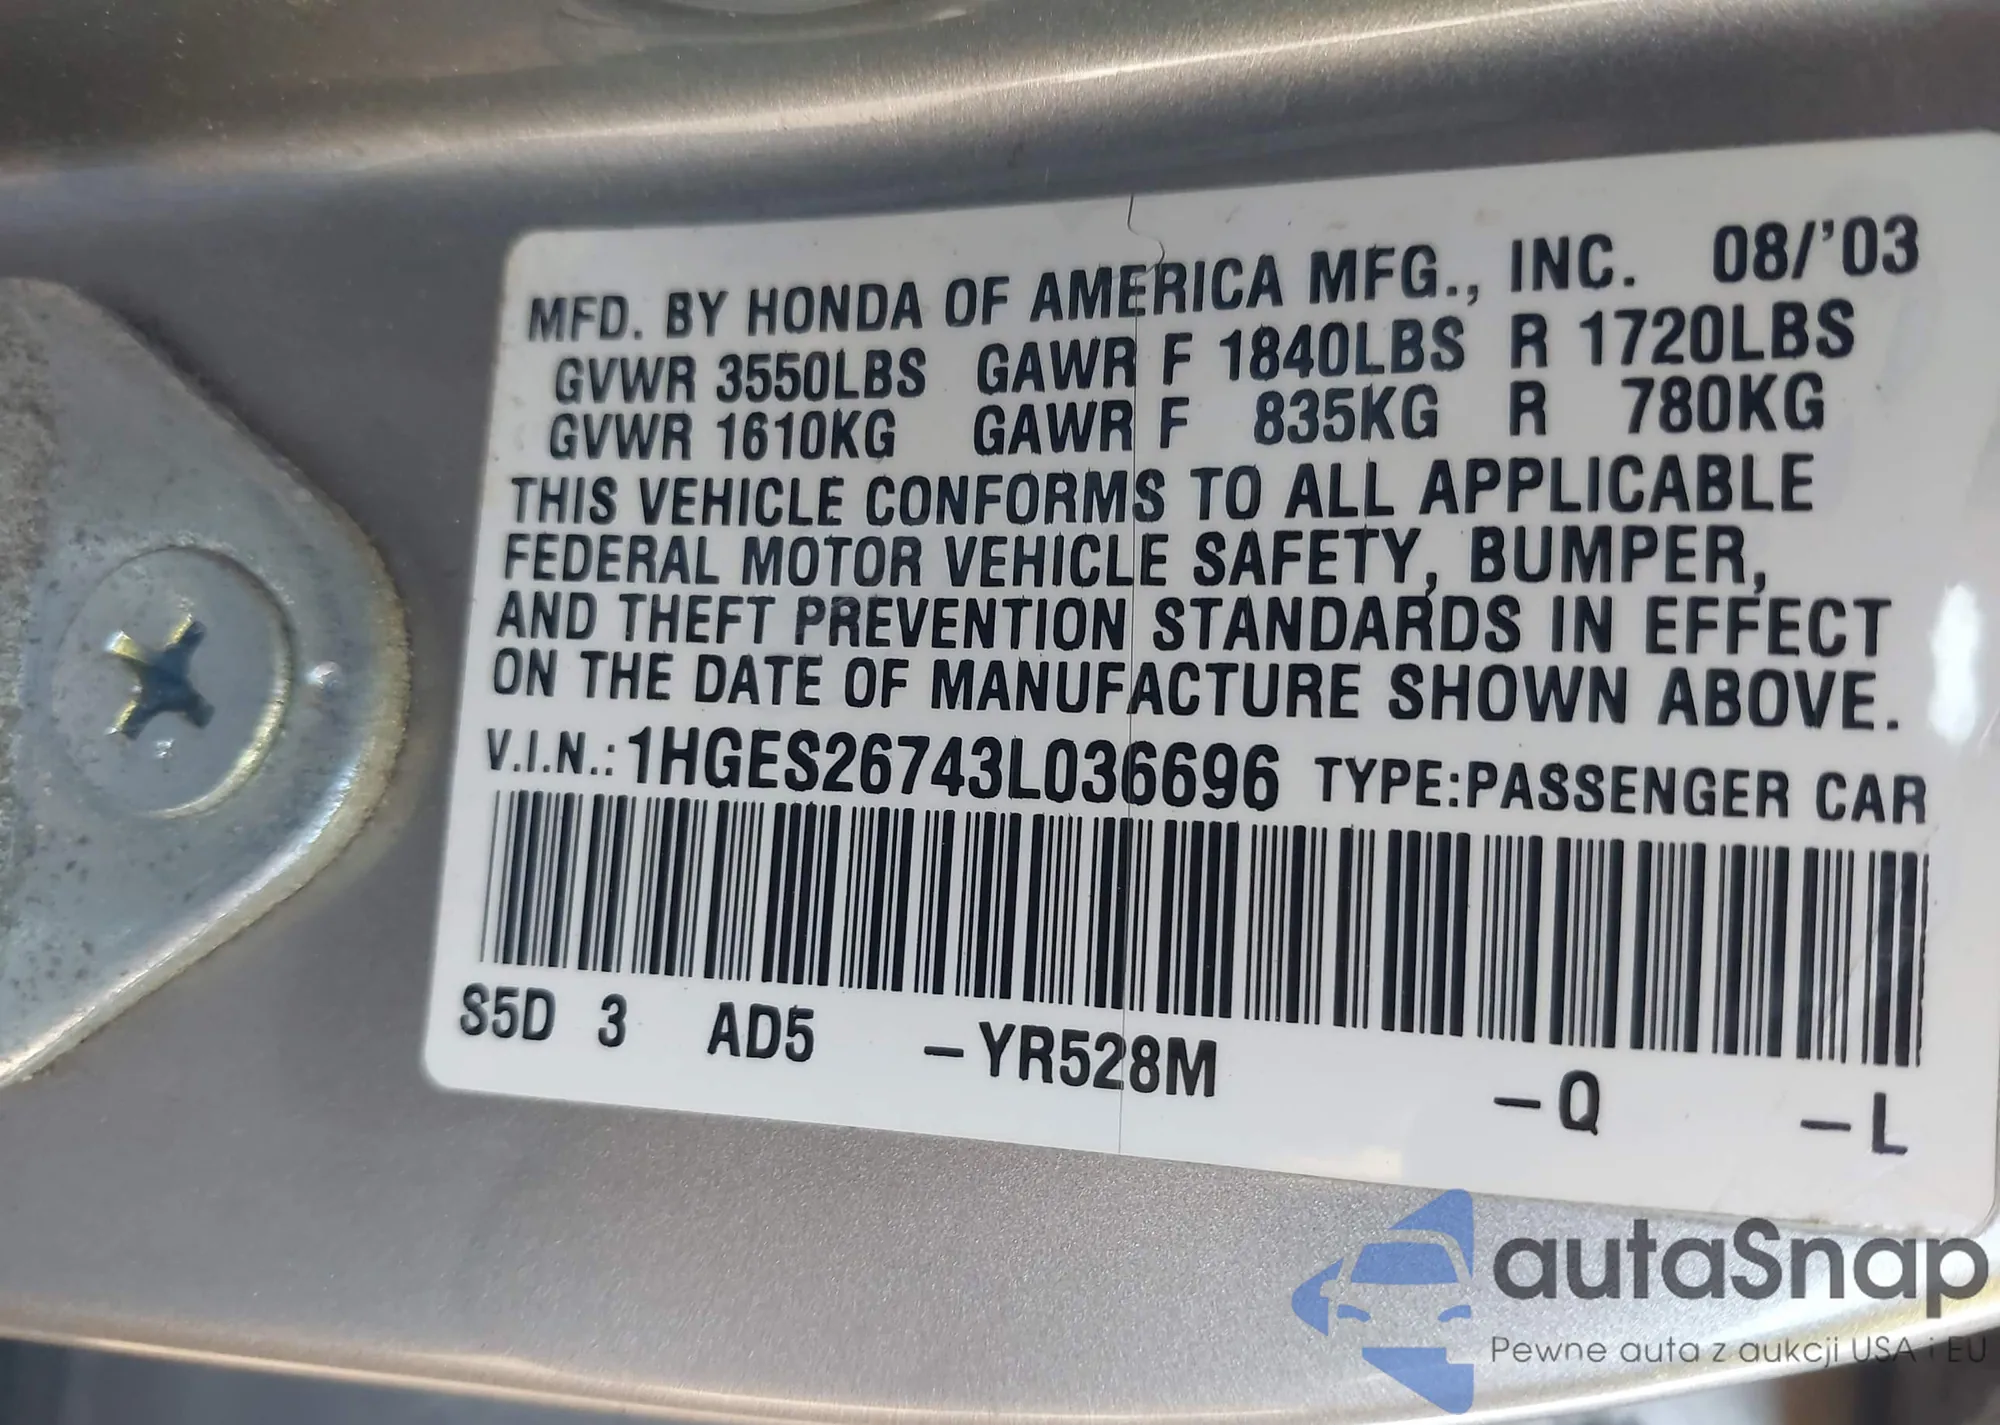 MFD. BY HONDA OF AMERICA MFG., INC. 08/'03
GVWR 3550LBS GAWR F 1840LBS R 1720LBS
GVWR 1610KG GAWR F 835KG R 780KG
THIS VEHICLE CONFORMS TO ALL APPLICABLE
FEDERAL MOTOR VEHICLE SAFETY, BUMPER,
AND THEFT PREVENTION STANDARDS IN EFFECT
ON THE DATE OF MANUFACTURE SHOWN ABOVE.
V.I.N.: 1HGES26743L036696 TYPE:PASSENGER CAR
S5D 3 AD5 -YR528M -Q -L
autaSnap
Pewne auta z aukcji USA i EU